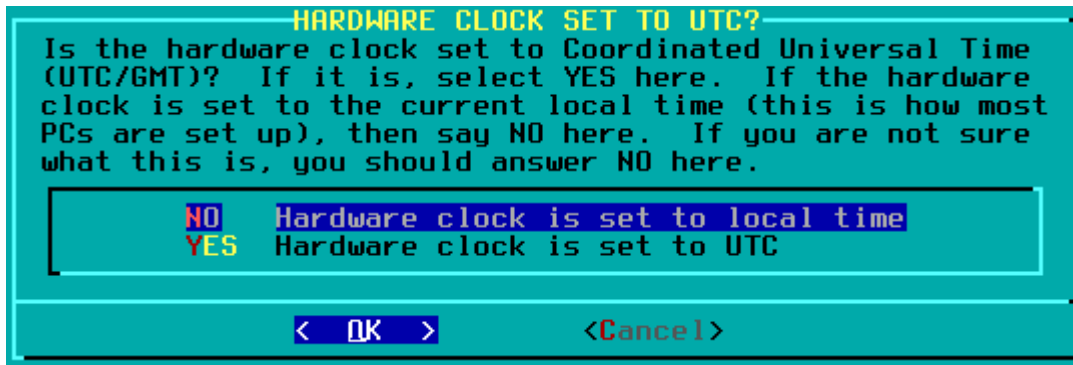 HARDWARE CLOCK SET TO UTC?
Is the hardware clock set to Coordinated Universal Time
(UTC/GMT)?  If it is, select YES here.  If the hardware
clock is set to the current local time (this is how most
PCs are set up), then say NO here.  If you are not sure
what this is, you should answer NO here.
NO   Hardware clock is set to local time
YES  Hardware clock is set to UTC
<  OK  >        <Cancel>